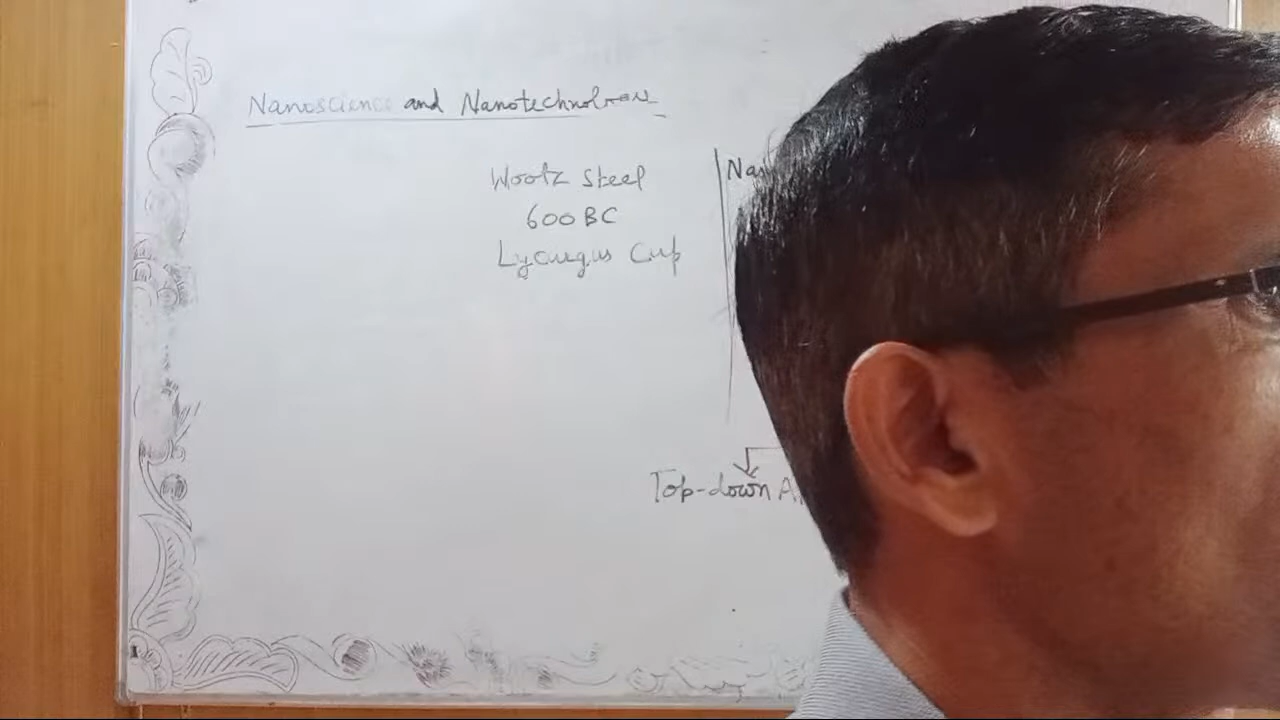 Nanoscience and Nanotechnology
Wootz Steel
600 BC
Lycurgus Cup
Top-down